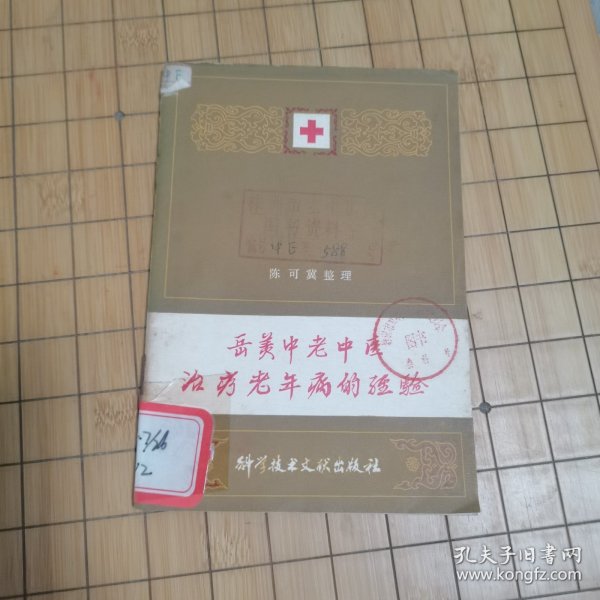 陈可冀整理
岳美中老中医
治疗老年病的经验
科学技术文献出版社
孔夫子旧书网
www.kongfz.com